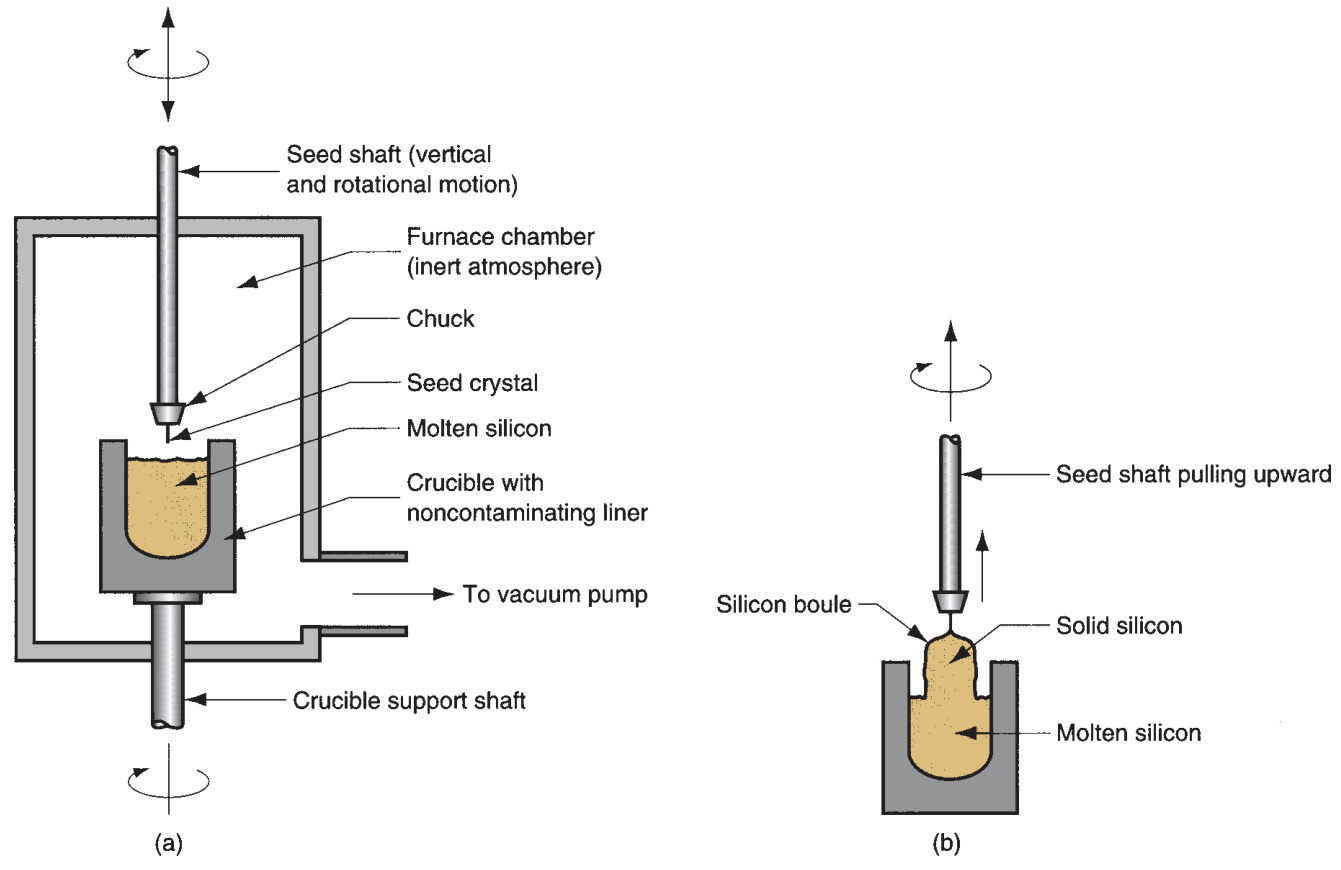 Seed shaft (vertical
and rotational motion)
Furnace chamber
(inert atmosphere)
Chuck
Seed crystal
Molten silicon
Crucible with
noncontaminating liner
To vacuum pump
Crucible support shaft
(a)
Seed shaft pulling upward
Silicon boule
Solid silicon
Molten silicon
(b)